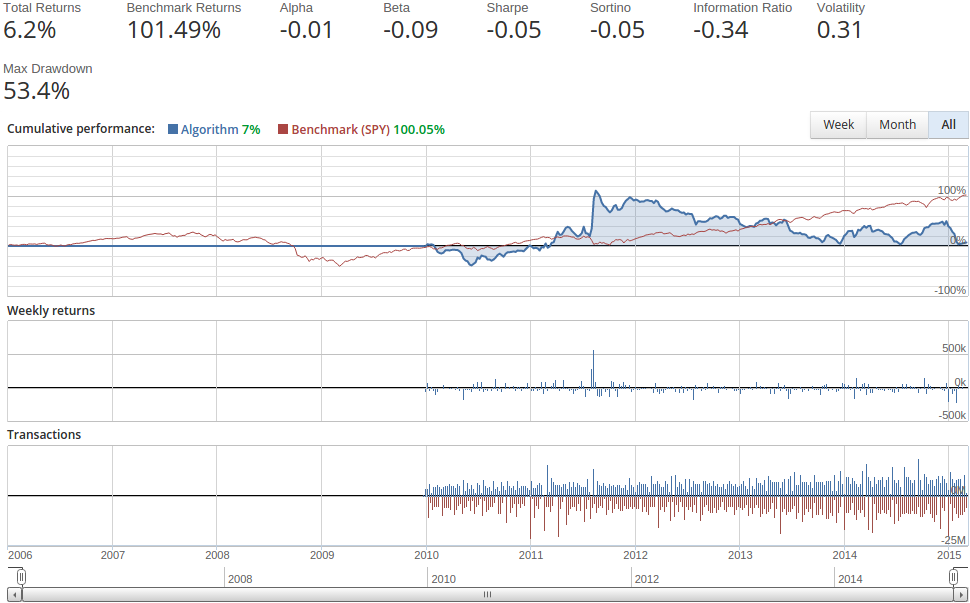 Total Returns Benchmark Returns Alpha Beta Sharpe Sortino Information Ratio Volatility
6.2% 101.49% -0.01 -0.09 -0.05 -0.05 -0.34 0.31
Max Drawdown
53.4%
Cumulative performance: Algorithm 7% Benchmark (SPY) 100.05% Week Month All
100%
0%
-100%
Weekly returns
500k
0k
-500k
Transactions
0M
-25M
2006 2007 2008 2009 2010 2011 2012 2013 2014 2015
2008 2010 2012 2014